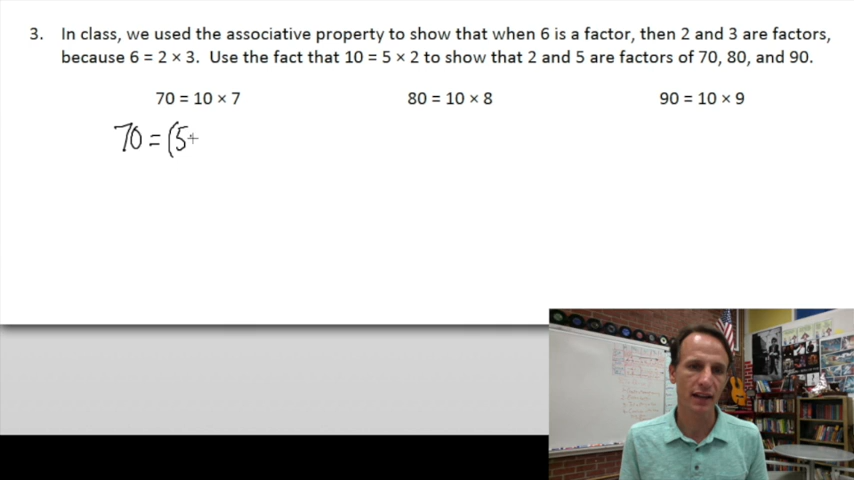 3. In class, we used the associative property to show that when 6 is a factor, then 2 and 3 are factors,
because 6 = 2 × 3. Use the fact that 10 = 5 × 2 to show that 2 and 5 are factors of 70, 80, and 90.
70 = 10 × 7 80 = 10 × 8 90 = 10 × 9
70 = (5